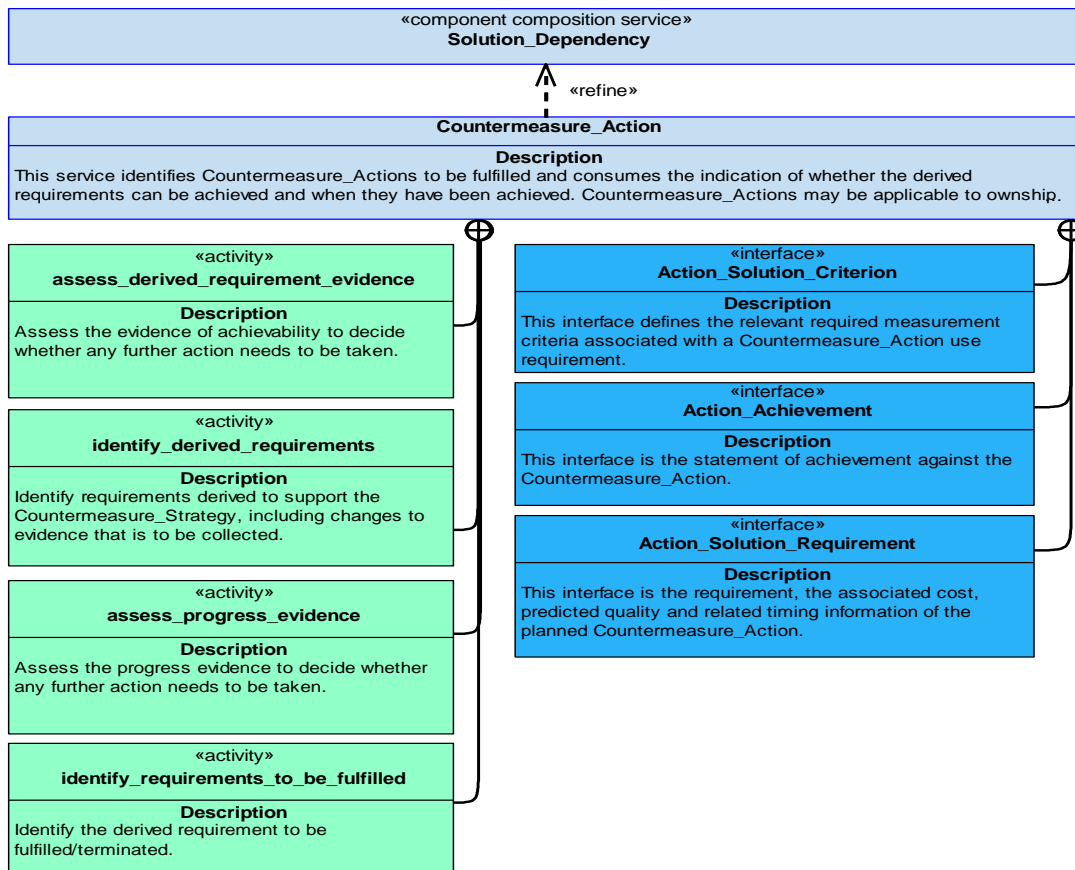 «component composition service»
Solution_Dependency
«refine»
Countermeasure_Action
Description
This service identifies Countermeasure_Actions to be fulfilled and consumes the indication of whether the derived
requirements can be achieved and when they have been achieved. Countermeasure_Actions may be applicable to ownship.
«activity»
assess_derived_requirement_evidence
Description
Assess the evidence of achievability to decide
whether any further action needs to be taken.
«activity»
identify_derived_requirements
Description
Identify requirements derived to support the
Countermeasure_Strategy, including changes to
evidence that is to be collected.
«activity»
assess_progress_evidence
Description
Assess the progress evidence to decide whether
any further action needs to be taken.
«activity»
identify_requirements_to_be_fulfilled
Description
Identify the derived requirement to be
fulfilled/terminated.
«interface»
Action_Solution_Criterion
Description
This interface defines the relevant required measurement
criteria associated with a Countermeasure_Action use
requirement.
«interface»
Action_Achievement
Description
This interface is the statement of achievement against the
Countermeasure_Action.
«interface»
Action_Solution_Requirement
Description
This interface is the requirement, the associated cost,
predicted quality and related timing information of the
planned Countermeasure_Action.